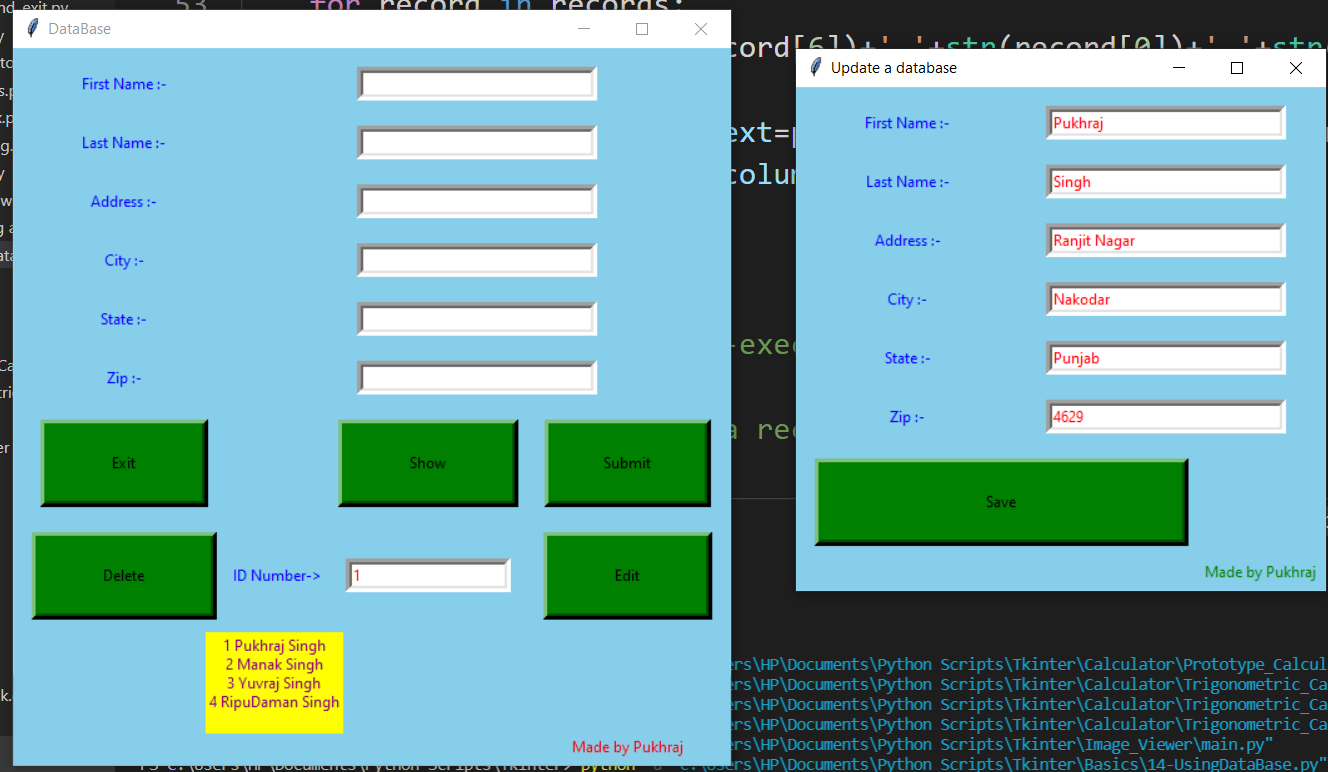 nd_exit.py
53
for record in records:
DataBase
cord[6])+' '+str(record[0])+' '+str
Update a database
First Name :-
Last Name :-
Address :-
City :-
State :-
Zip :-
Exit
Show
Submit
Delete
ID Number->
1
Edit
1 Pukhraj Singh
2 Manak Singh
3 Yuvraj Singh
4 RipuDaman Singh
Made by Pukhraj
ext=
colum
-exec
a rec
First Name :-
Pukhraj
Last Name :-
Singh
Address :-
Ranjit Nagar
City :-
Nakodar
State :-
Punjab
Zip :-
4629
Save
Made by Pukhraj
ers\HP\Documents\Python Scripts\Tkinter\Calculator\Prototype_Calcul
ers\HP\Documents\Python Scripts\Tkinter\Calculator\Trigonometric_Ca
ers\HP\Documents\Python Scripts\Tkinter\Calculator\Trigonometric_Ca
ers\HP\Documents\Python Scripts\Tkinter\Calculator\Trigonometric_Ca
ers\HP\Documents\Python Scripts\Tkinter\Image_Viewer\main.py"
PS C:\Users\HP\Documents\Python Scripts\Tkinter> python -u "c:\Users\HP\Documents\Python Scripts\Tkinter\Basics\14-UsingDataBase.py"